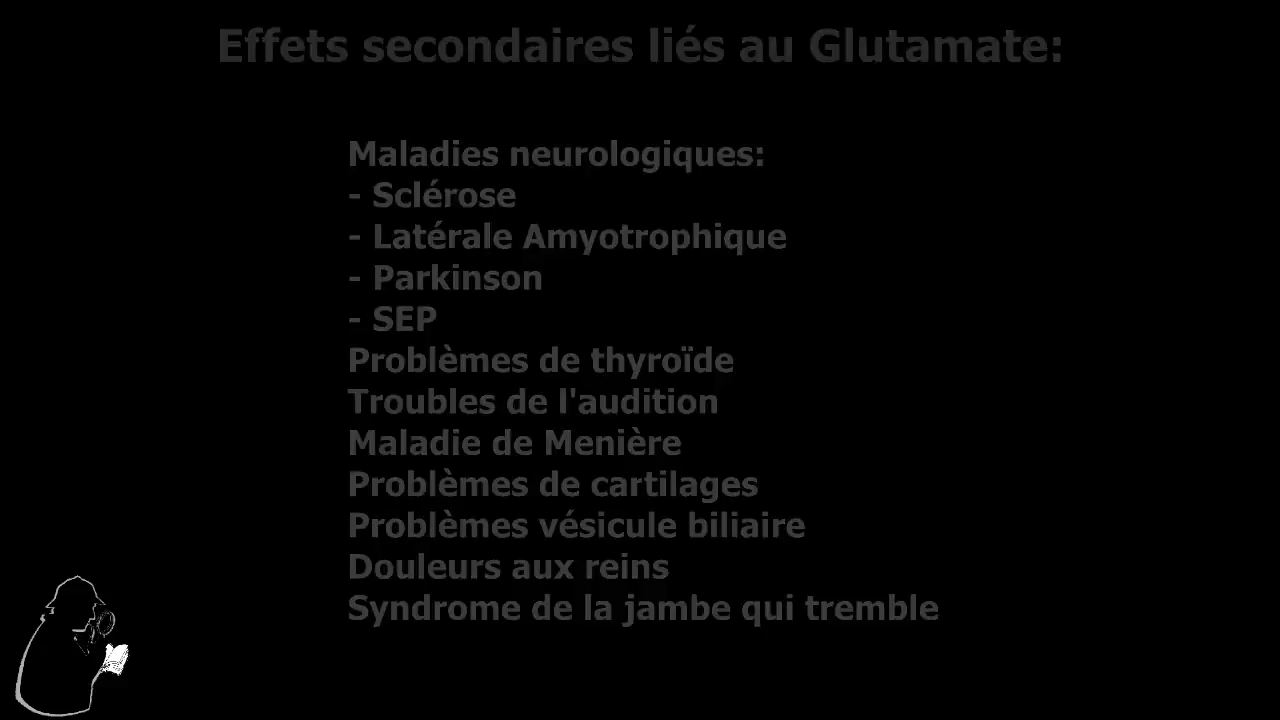 Effets secondaires liés au Glutamate:
Maladies neurologiques:
- Sclérose
- Latérale Amyotrophique
- Parkinson
- SEP
Problèmes de thyroïde
Troubles de l'audition
Maladie de Menière
Problèmes de cartilages
Problèmes vésicule biliaire
Douleurs aux reins
Syndrome de la jambe qui tremble